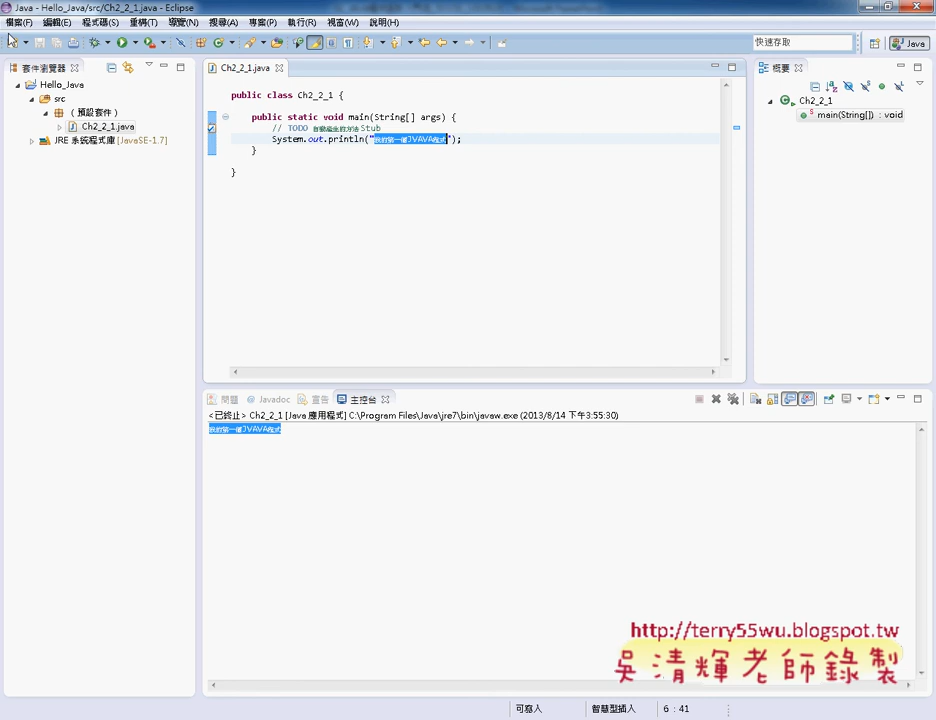 Java - Hello_Java/src/Ch2_2_1.java - Eclipse
檔案(F) 編輯(E) 程式碼(S) 重構(T) 導覽(N) 搜尋(A) 專案(P) 執行(R) 視窗(W) 說明(H)
快速存取
Java
套件瀏覽器
Hello_Java
src
(預設套件)
Ch2_2_1.java
JRE 系統程式庫 [JavaSE-1.7]
Ch2_2_1.java
public class Ch2_2_1 {
public static void main(String[] args) {
// TODO 自動產生的方法 Stub
System.out.println("我的第一個JVAVA程式");
}
}
概要
Ch2_2_1
main(String[]) : void
問題 Javadoc 宣告 主控台
<已終止> Ch2_2_1 [Java 應用程式] C:\Program Files\Java\jre7\bin\javaw.exe (2013/8/14 下午3:55:30)
我的第一個JVAVA程式
http://terry55wu.blogspot.tw
吳清輝老師錄製
可寫入 智慧型插入 6 : 41